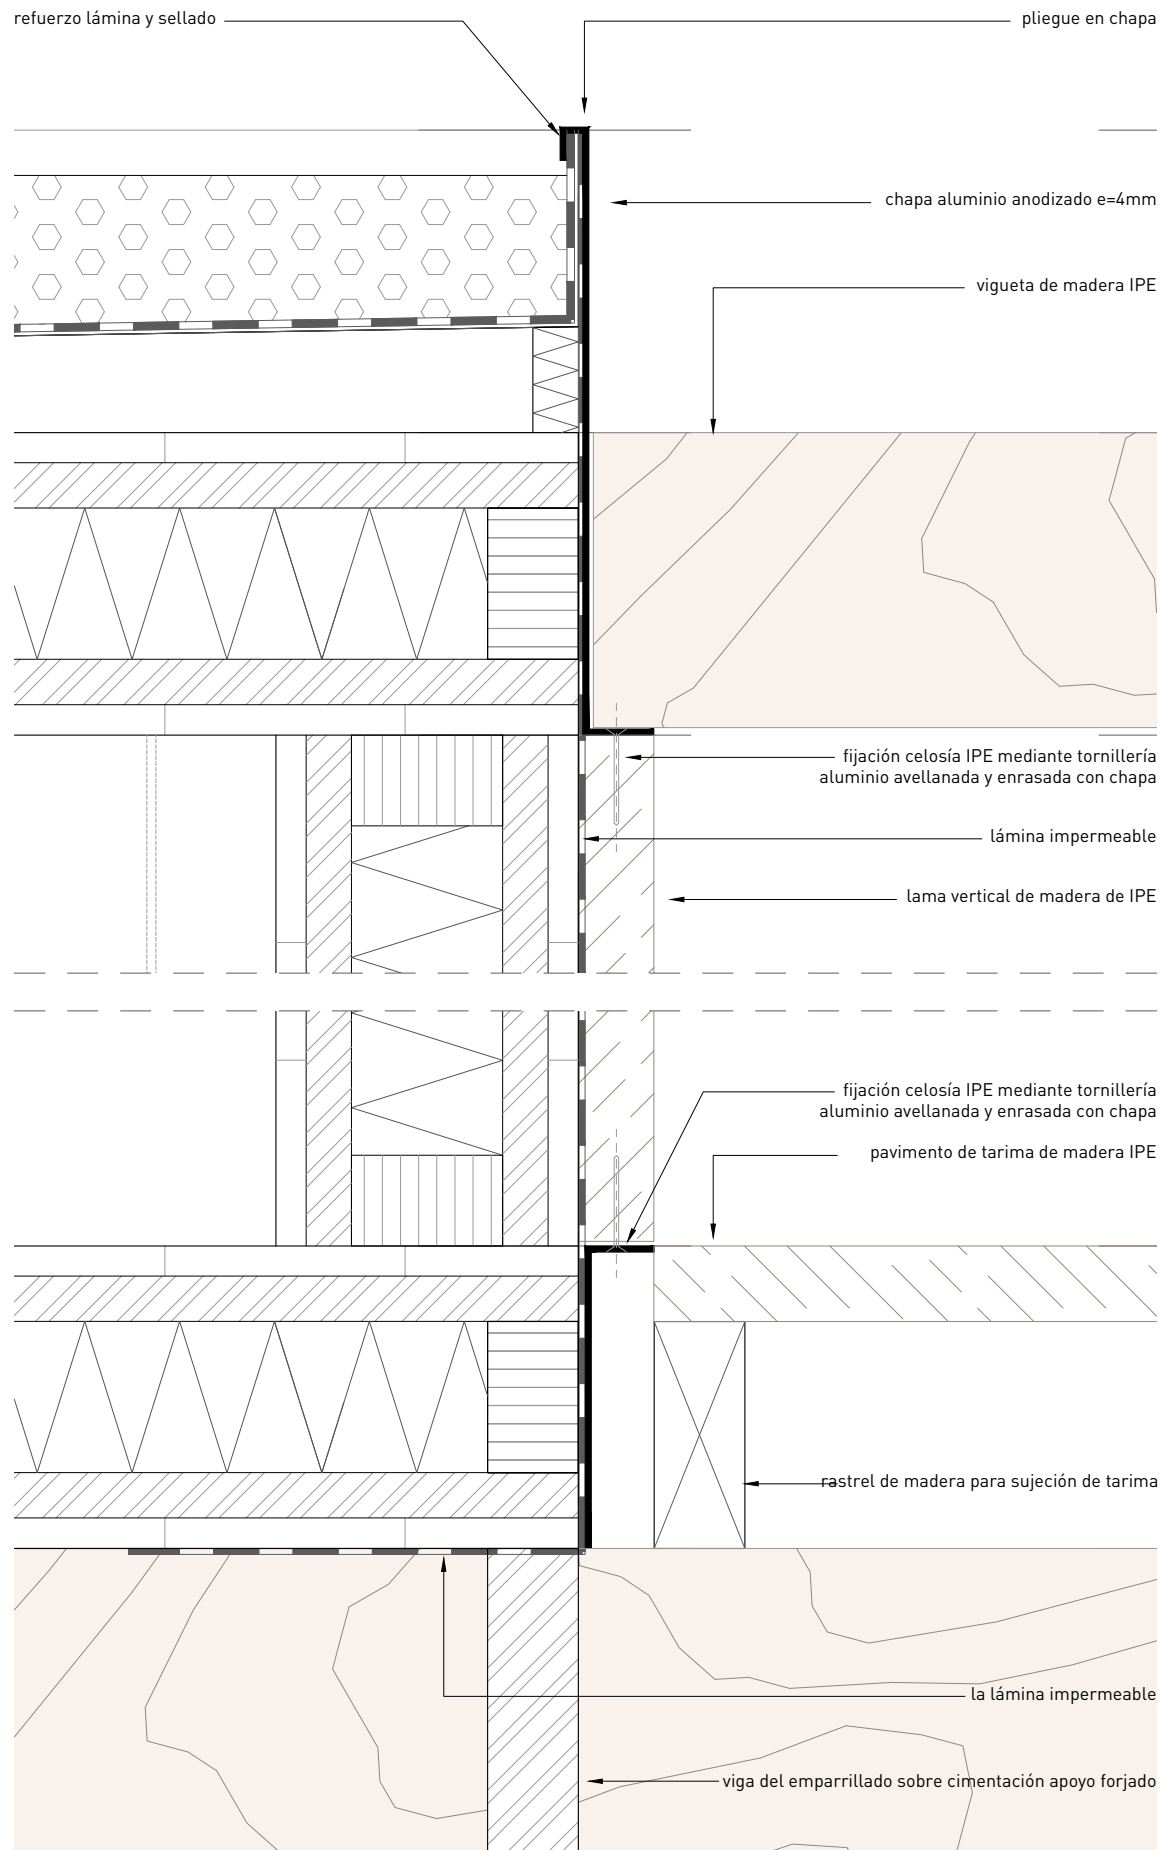 refuerzo lámina y sellado
pliegue en chapa
chapa aluminio anodizado e=4mm
vigueta de madera IPE
fijación celosía IPE mediante tornillería
aluminio avellanada y enrasada con chapa
lámina impermeable
lama vertical de madera de IPE
fijación celosía IPE mediante tornillería
aluminio avellanada y enrasada con chapa
pavimento de tarima de madera IPE
rastrel de madera para sujeción de tarima
la lámina impermeable
viga del emparrillado sobre cimentación apoyo forjado